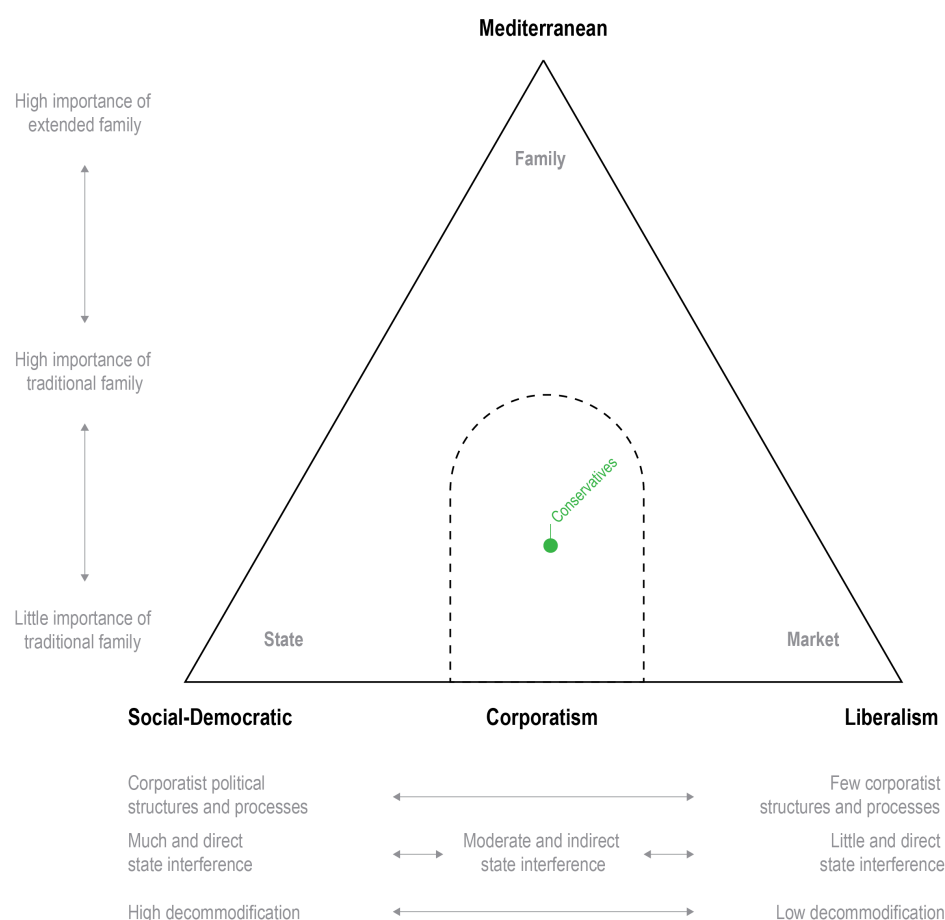 Mediterranean
High importance of
extended family
Family
High importance of
traditional family
Conservatives
Little importance of
traditional family
State
Market
Social-Democratic
Corporatism
Liberalism
Corporatist political
structures and processes
Few corporatist
structures and processes
Much and direct
state interference
Moderate and indirect
state interference
Little and direct
state interference
High decommodification
Low decommodification